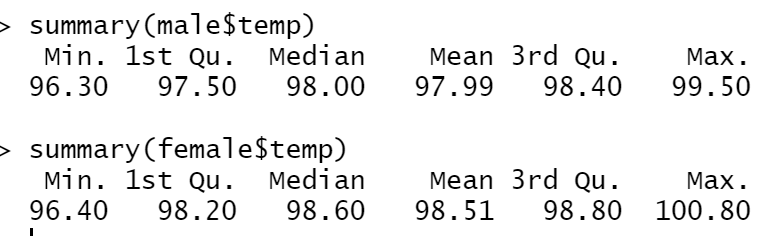 > summary(male$temp)
Min. 1st Qu. Median Mean 3rd Qu. Max.
96.30 97.50 98.00 97.99 98.40 99.50
> summary(female$temp)
Min. 1st Qu. Median Mean 3rd Qu. Max.
96.40 98.20 98.60 98.51 98.80 100.80